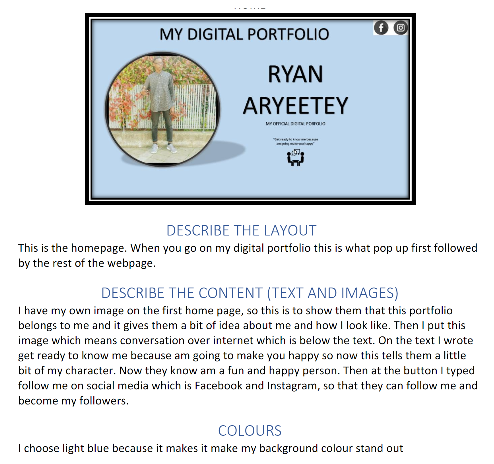 MY DIGITAL PORTFOLIO
RYAN
ARYEETEY
MY OFFICIAL DIGITAL PORFOLIO
DESCRIBE THE LAYOUT
This is the homepage. When you go on my digital portfolio this is what pop up first followed
by the rest of the webpage.
DESCRIBE THE CONTENT (TEXT AND IMAGES)
I have my own image on the first home page, so this is to show them that this portfolio
belongs to me and it gives them a bit of idea about me and how I look like. Then I put this
image which means conversation over internet which is below the text. On the text I wrote
get ready to know me because am going to make you happy so now this tells them a little
bit of my character. Now they know am a fun and happy person. Then at the button I typed
follow me on social media which is Facebook and Instagram, so that they can follow me and
become my followers.
COLOURS
I choose light blue because it makes it make my background colour stand out